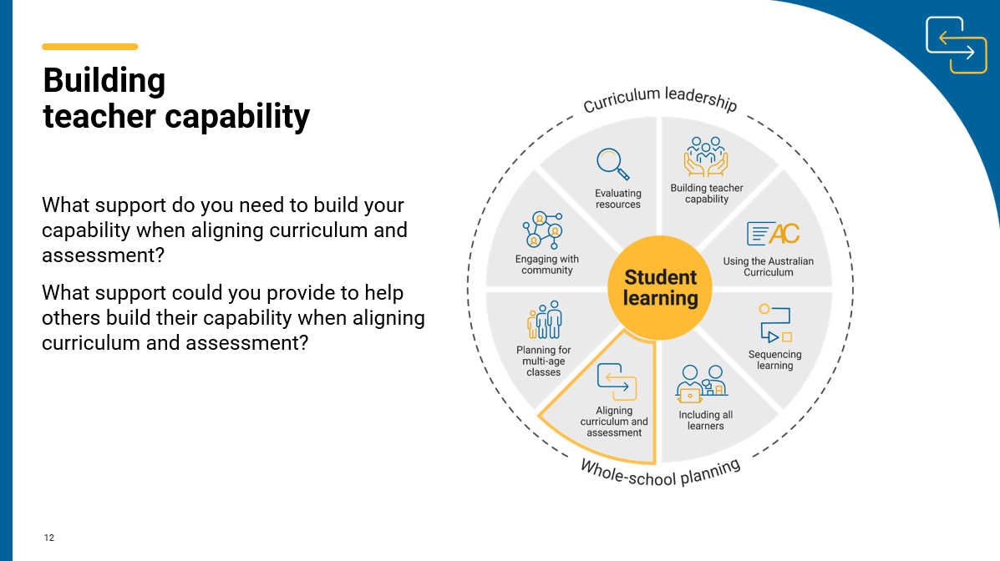 Building
teacher capability
What support do you need to build your
capability when aligning curriculum and
assessment?
What support could you provide to help
others build their capability when aligning
curriculum and assessment?
Curriculum leadership
Evaluating
resources
Building teacher
capability
Engaging with
community
AC
Using the Australian
Curriculum
Student
learning
Planning for
multi-age
classes
Sequencing
learning
Aligning
curriculum and
assessment
Including all
learners
Whole-school planning
12